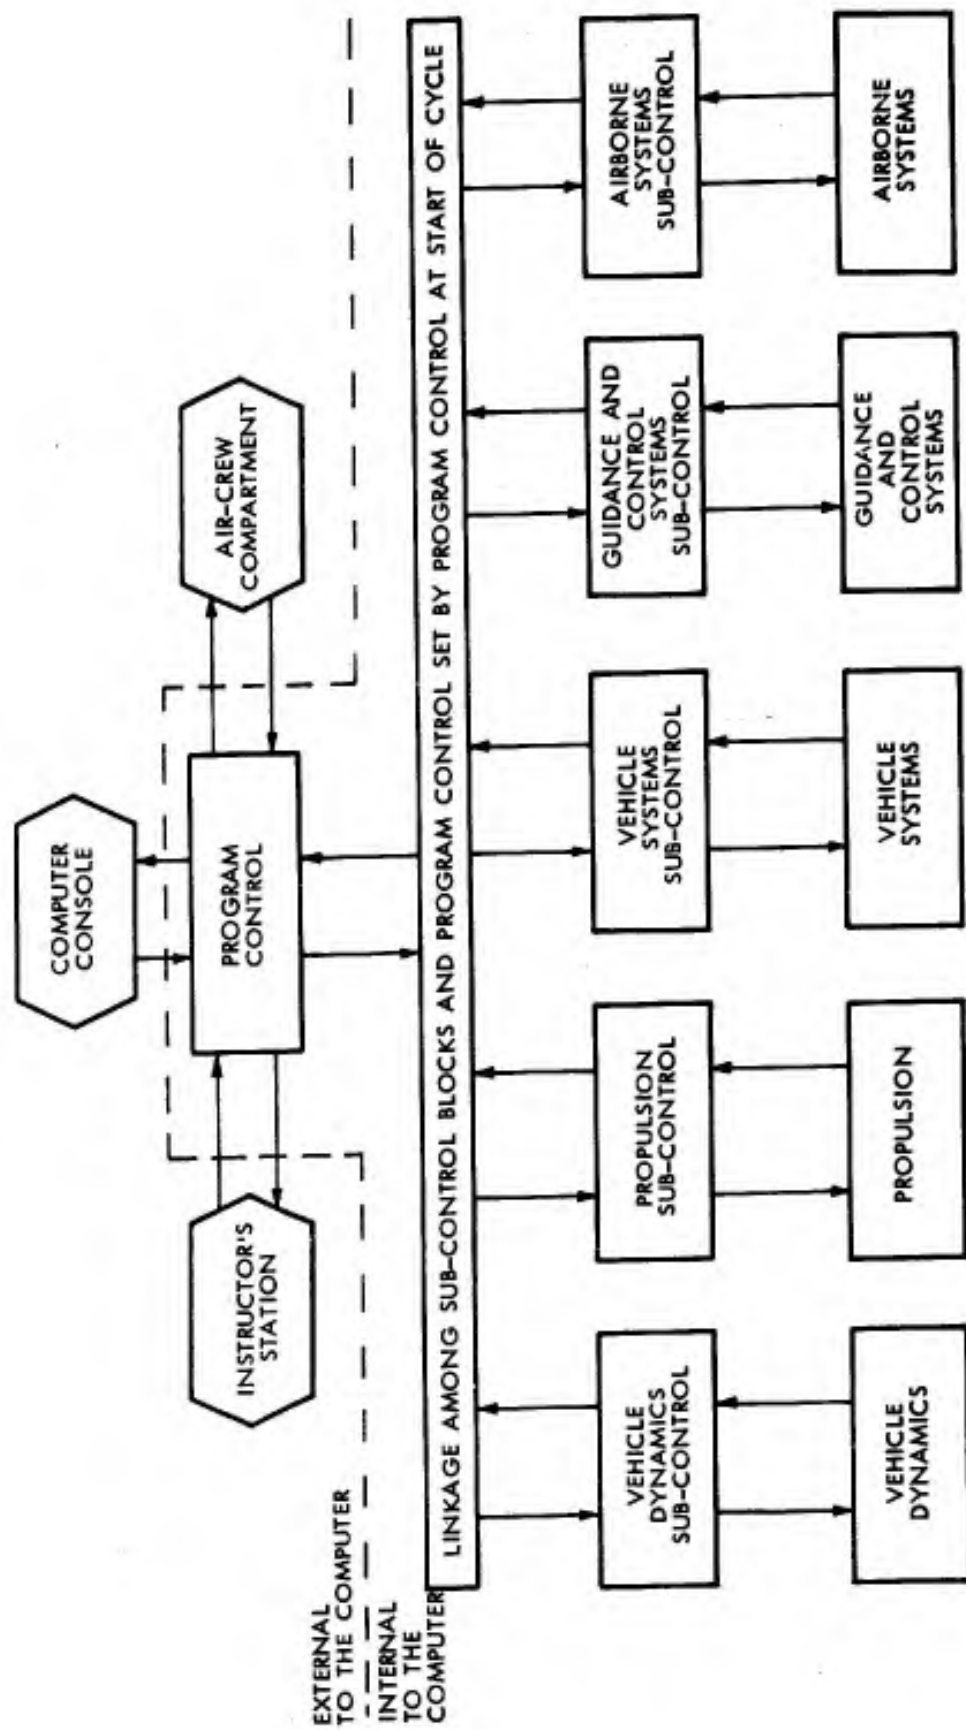 COMPUTER
CONSOLE
INSTRUCTOR'S
STATION
PROGRAM
CONTROL
AIR-CREW
COMPARTMENT
EXTERNAL
TO THE COMPUTER
INTERNAL
TO THE
COMPUTER
LINKAGE AMONG SUB-CONTROL BLOCKS AND PROGRAM CONTROL SET BY PROGRAM CONTROL AT START OF CYCLE
VEHICLE
DYNAMICS
SUB-CONTROL
PROPULSION
SUB-CONTROL
VEHICLE
SYSTEMS
SUB-CONTROL
GUIDANCE AND
CONTROL
SYSTEMS
SUB-CONTROL
AIRBORNE
SYSTEMS
SUB-CONTROL
VEHICLE
DYNAMICS
PROPULSION
VEHICLE
SYSTEMS
GUIDANCE
AND
CONTROL
SYSTEMS
AIRBORNE
SYSTEMS